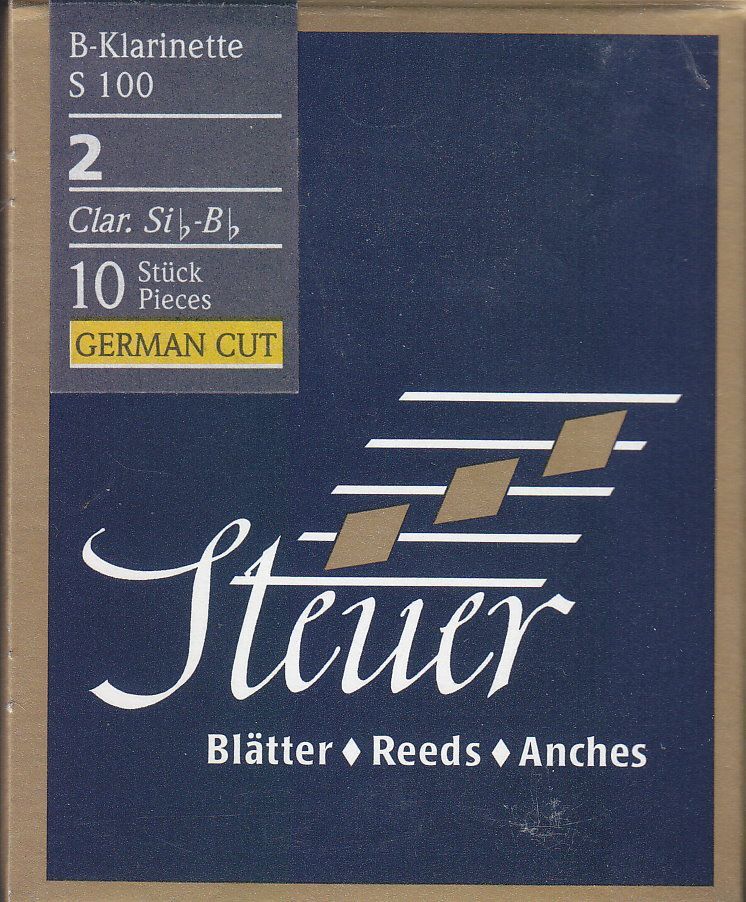 B-Klarinette
S 100
2
Clar. Si♭-B♭
10 Stück
Pieces
GERMAN CUT
Steuer
Blätter ♦ Reeds ♦ Anches